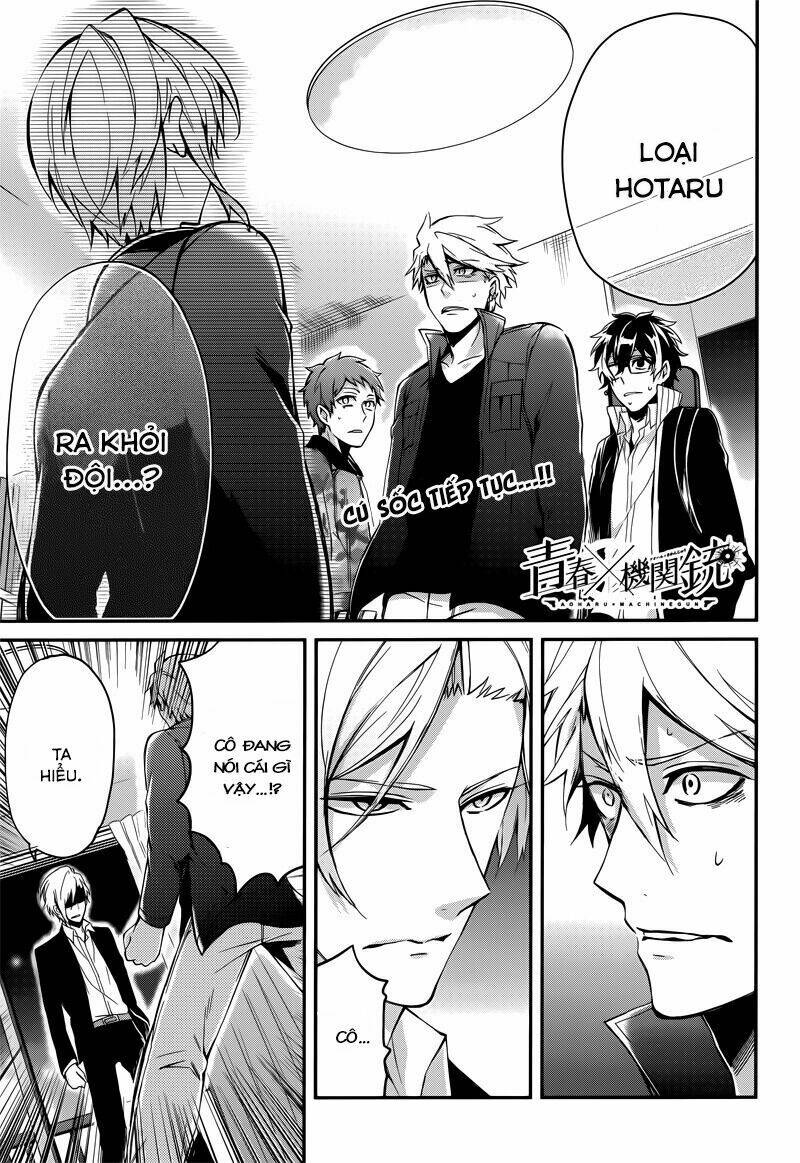 LOẠI
HOTARU
RA KHỎI
ĐỘI...?
CÚ SỐC TIẾP TỤC...!!
青春×機関銃
AOHARU×MACHINEGUN
CÔ...
CÔ ĐANG
NÓI CÁI GÌ
VẬY...!?
TA
HIỂU.